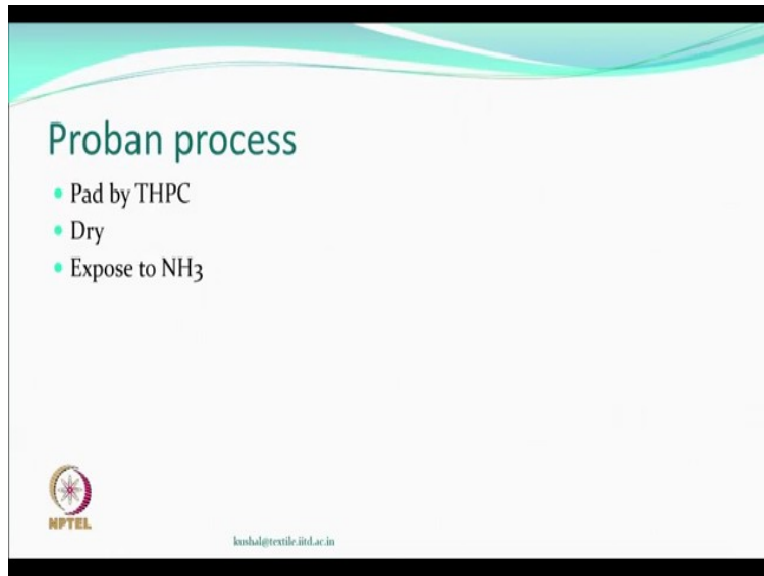 Proban process
• Pad by THPC
• Dry
• Expose to NH3
NPTEL
kushal@textile.iitd.ac.in